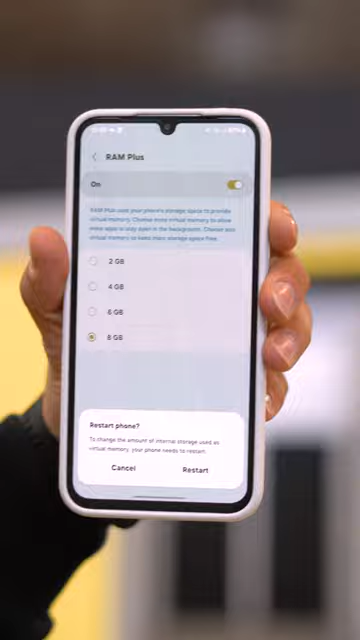 RAM Plus
On
RAM Plus uses your phone's storage space to provide
virtual memory. Choose more virtual memory to allow
more apps to stay open in the background. Choose less
virtual memory to keep more storage space free.
2 GB
4 GB
6 GB
8 GB
Restart phone?
To change the amount of internal storage used as
virtual memory, your phone needs to restart.
Cancel
Restart